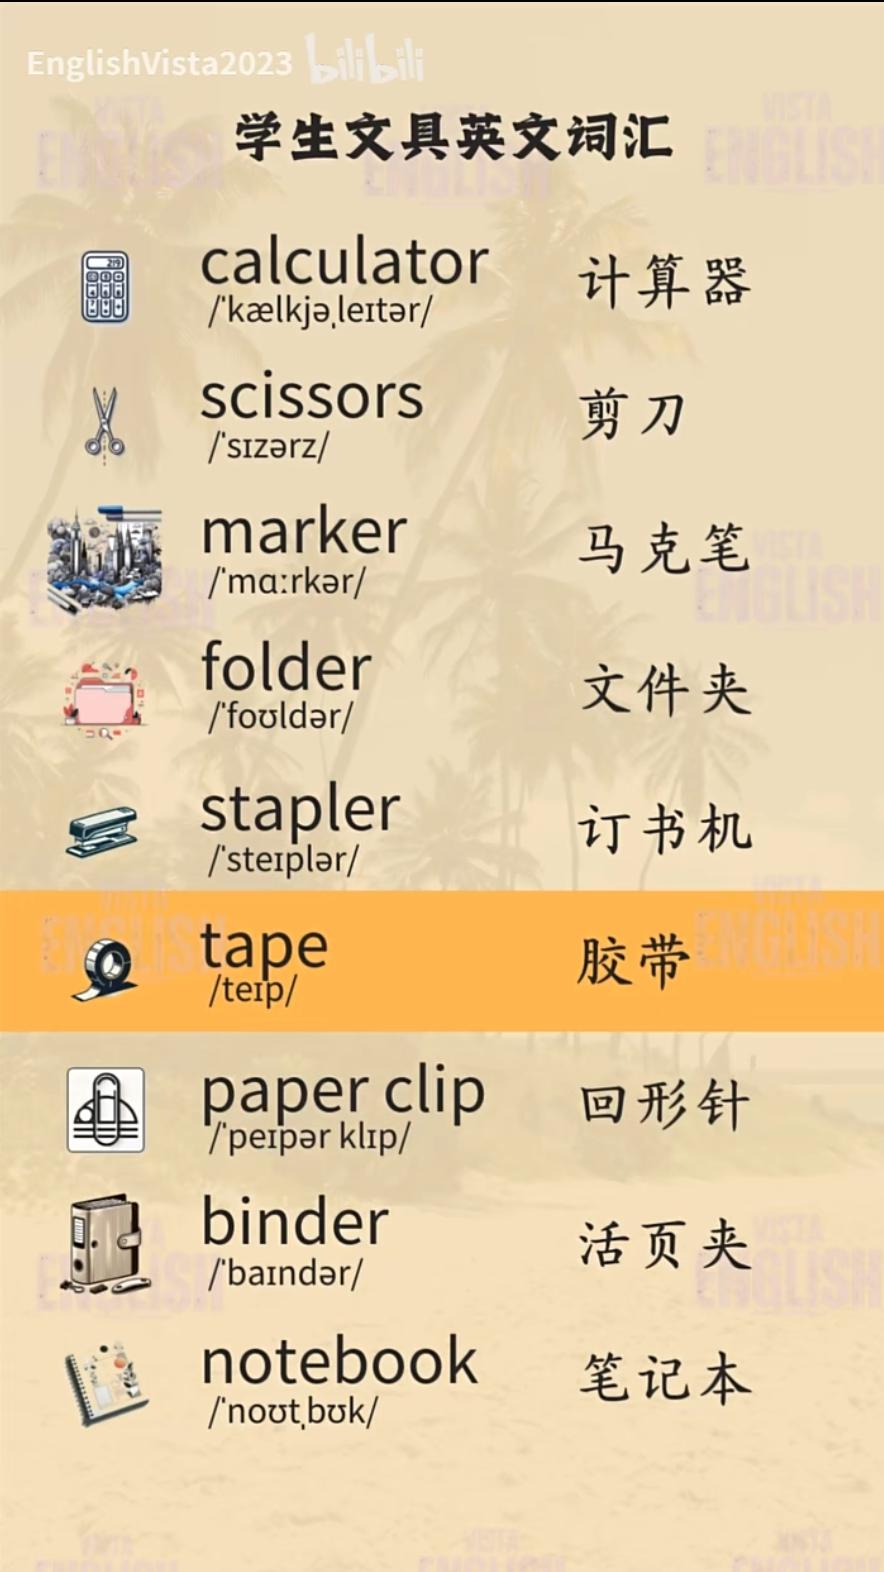 EnglishVista2023 bilibili
学生文具英文词汇
calculator 计算器
/ˈkælkjəˌleɪtər/
scissors 剪刀
/ˈsɪzərz/
marker 马克笔
/ˈmɑːrkər/
folder 文件夹
/ˈfoʊldər/
stapler 订书机
/ˈsteɪplər/
tape 胶带
/teɪp/
paper clip 回形针
/ˈpeɪpər klɪp/
binder 活页夹
/ˈbaɪndər/
notebook 笔记本
/ˈnoʊtˌbʊk/
VISTA
ENGLISH